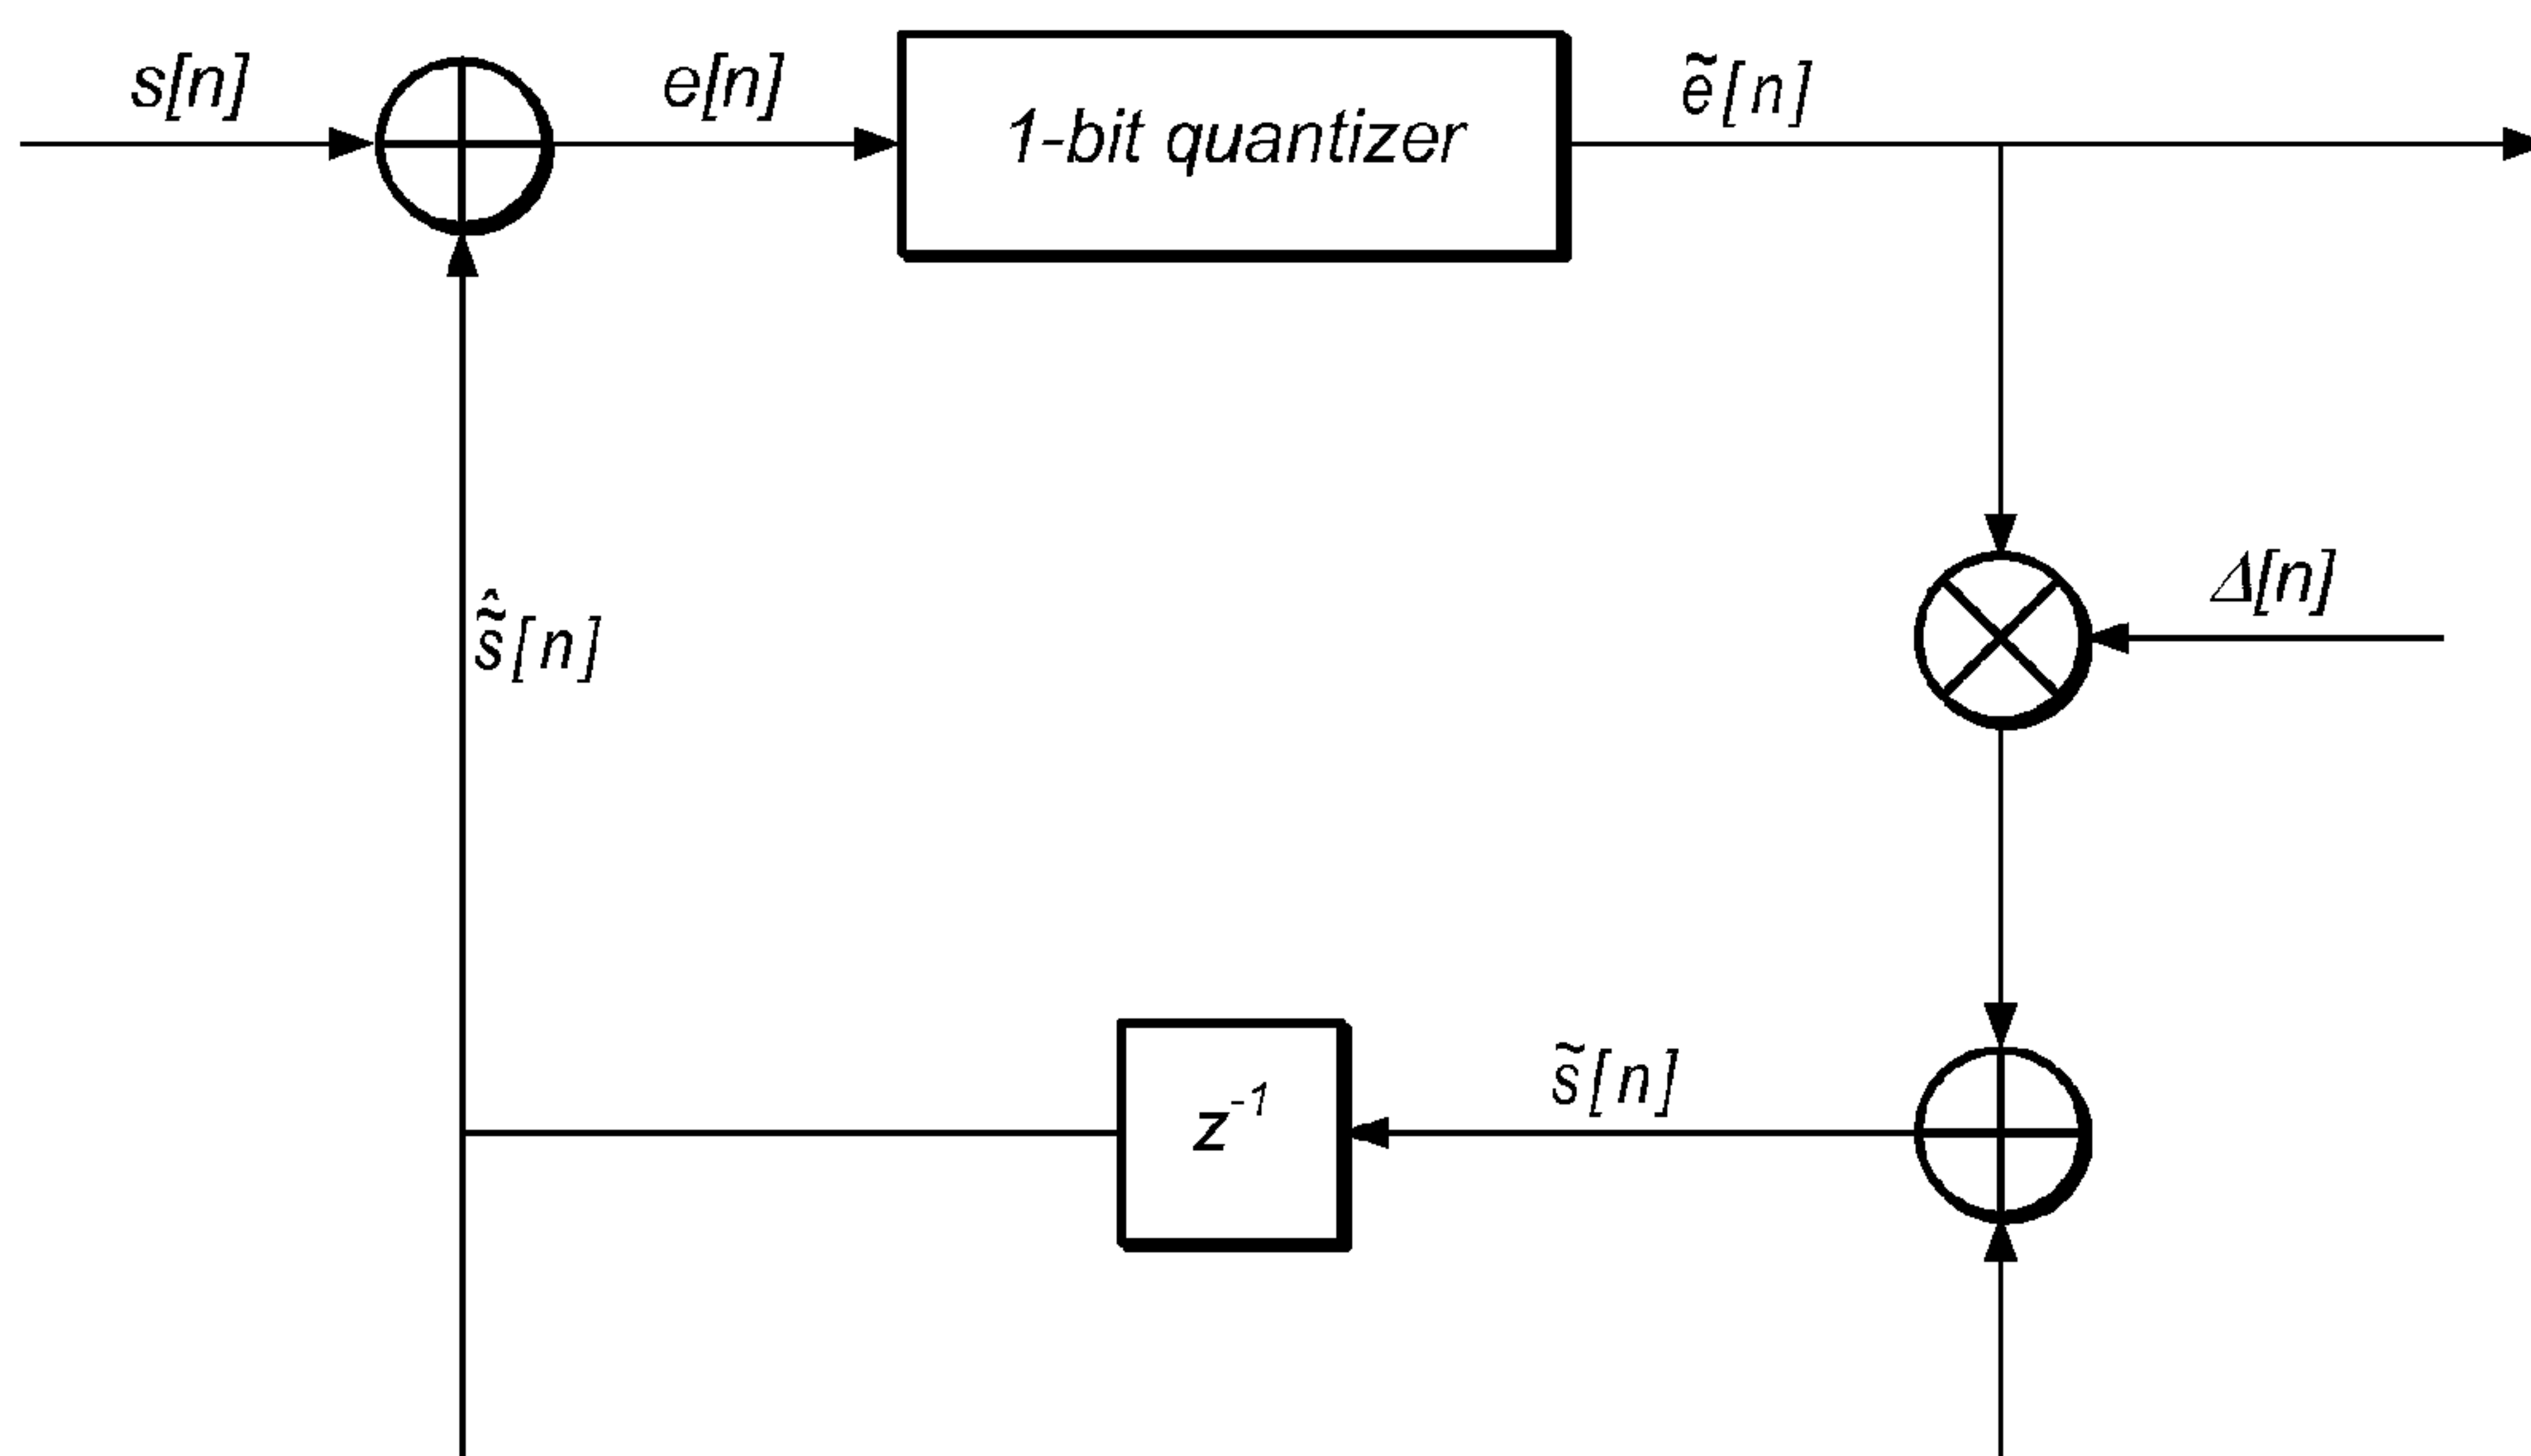 s[n]
e[n]
1-bit quantizer
ẽ[n]
Δ[n]
s̃̂[n]
s̃[n]
z⁻¹